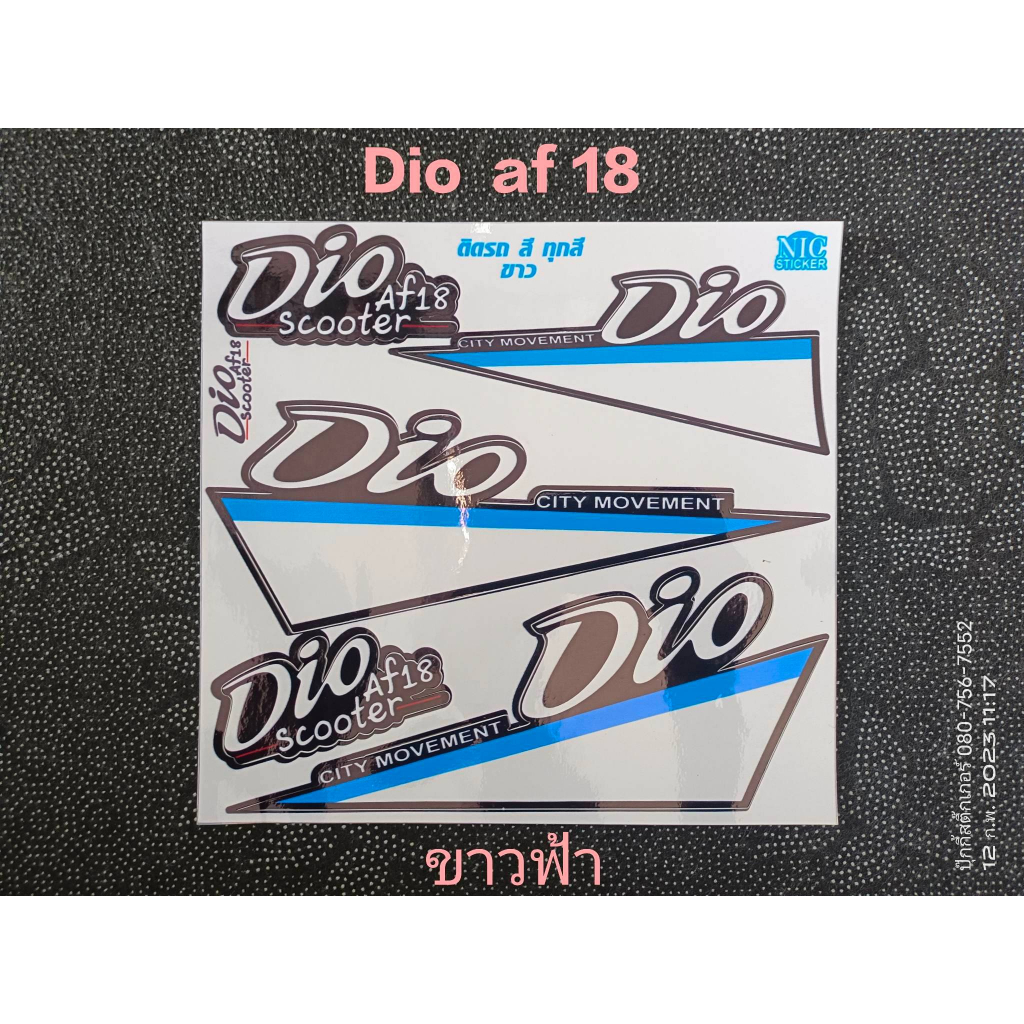 Dio af 18
ติดรถ สี ทุกสี
ขาว
NIC
STICKER
Dio Af18
Scooter
Dio
CITY MOVEMENT
Dio Af18
Scooter
Dio
CITY MOVEMENT
Dio
CITY MOVEMENT
Dio Af18
Scooter
ขาวฟ้า
ปุ๊กกี้สติ๊กเกอร์ 080-756-7552
12 ก.พ. 2023 11:17